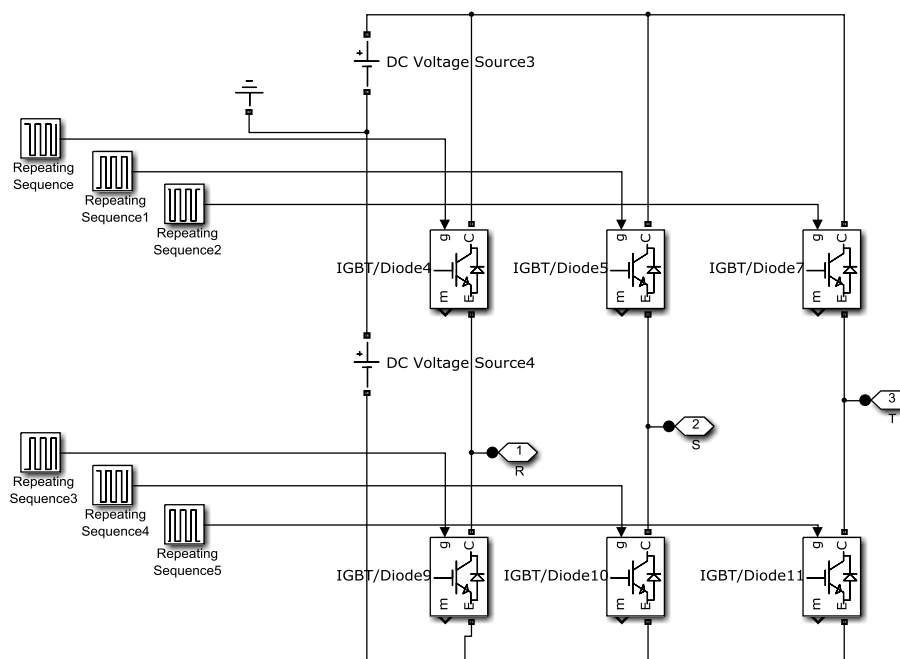 DC Voltage Source3
Repeating
Sequence
Repeating
Sequence1
Repeating
Sequence2
g C
IGBT/Diode4
m E
g C
IGBT/Diode5
m E
g C
IGBT/Diode7
m E
DC Voltage Source4
3
T
2
S
1
R
Repeating
Sequence3
Repeating
Sequence4
Repeating
Sequence5
g C
IGBT/Diode9
m E
g C
IGBT/Diode10
m E
g C
IGBT/Diode11
m E